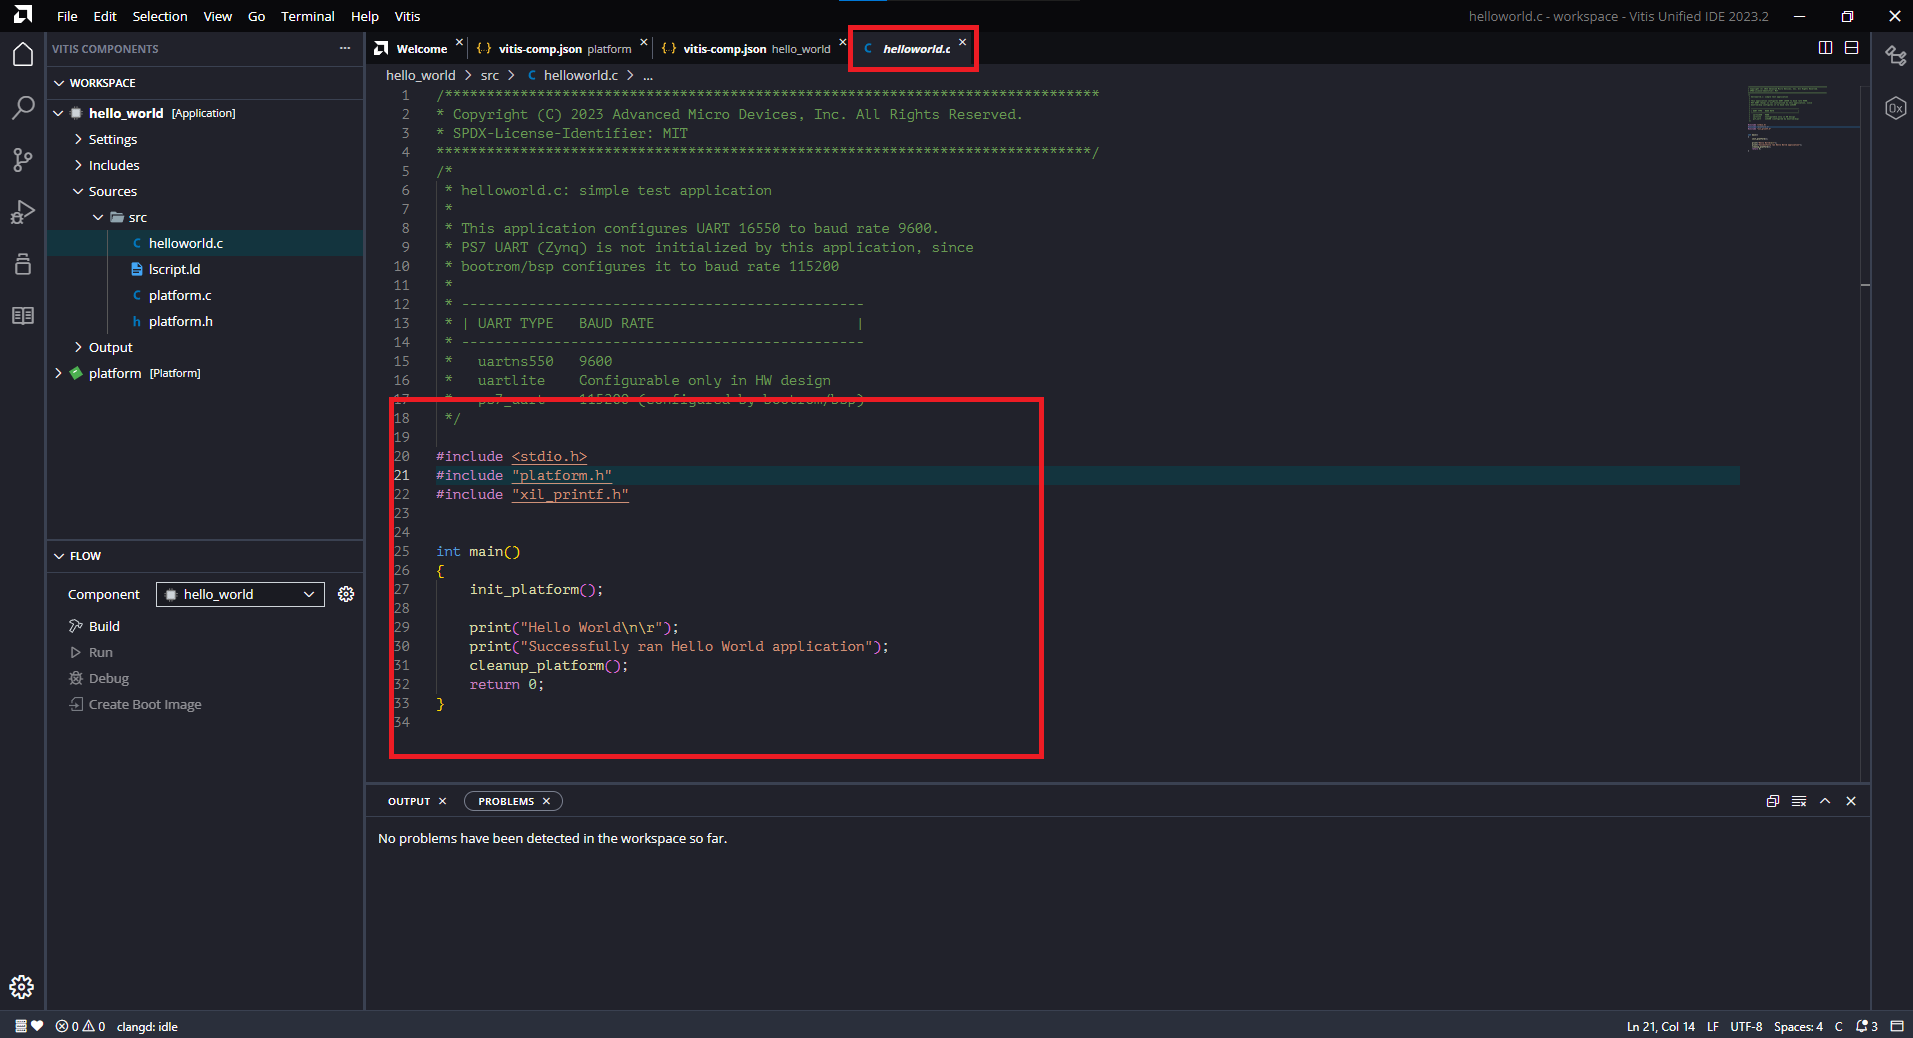 File Edit Selection View Go Terminal Help Vitis
helloworld.c - workspace - Vitis Unified IDE 2023.2
VITIS COMPONENTS
WORKSPACE
hello_world [Application]
Settings
Includes
Sources
src
helloworld.c
lscript.ld
platform.c
platform.h
Output
platform [Platform]
FLOW
Component hello_world
Build
Run
Debug
Create Boot Image
Welcome vitis-comp.json platform vitis-comp.json hello_world helloworld.c
hello_world > src > C helloworld.c > ...
1 /******************************************************************************
2 * Copyright (C) 2023 Advanced Micro Devices, Inc. All Rights Reserved.
3 * SPDX-License-Identifier: MIT
4 ******************************************************************************/
5 /*
6 * helloworld.c: simple test application
7 *
8 * This application configures UART 16550 to baud rate 9600.
9 * PS7 UART (Zynq) is not initialized by this application, since
10 * bootrom/bsp configures it to baud rate 115200
11 *
12 * ------------------------------------------------
13 * | UART TYPE   BAUD RATE                        |
14 * ------------------------------------------------
15 *   uartns550   9600
16 *   uartlite    Configurable only in HW design
17 *   ps7_uart    115200 (configured by bootrom/bsp)
18 */
19
20 #include <stdio.h>
21 #include "platform.h"
22 #include "xil_printf.h"
23
24
25 int main()
26 {
27     init_platform();
28
29     print("Hello World\n\r");
30     print("Successfully ran Hello World application");
31     cleanup_platform();
32     return 0;
33 }
34
OUTPUT PROBLEMS
No problems have been detected in the workspace so far.
0 0 clangd: idle
Ln 21, Col 14 LF UTF-8 Spaces: 4 C 3